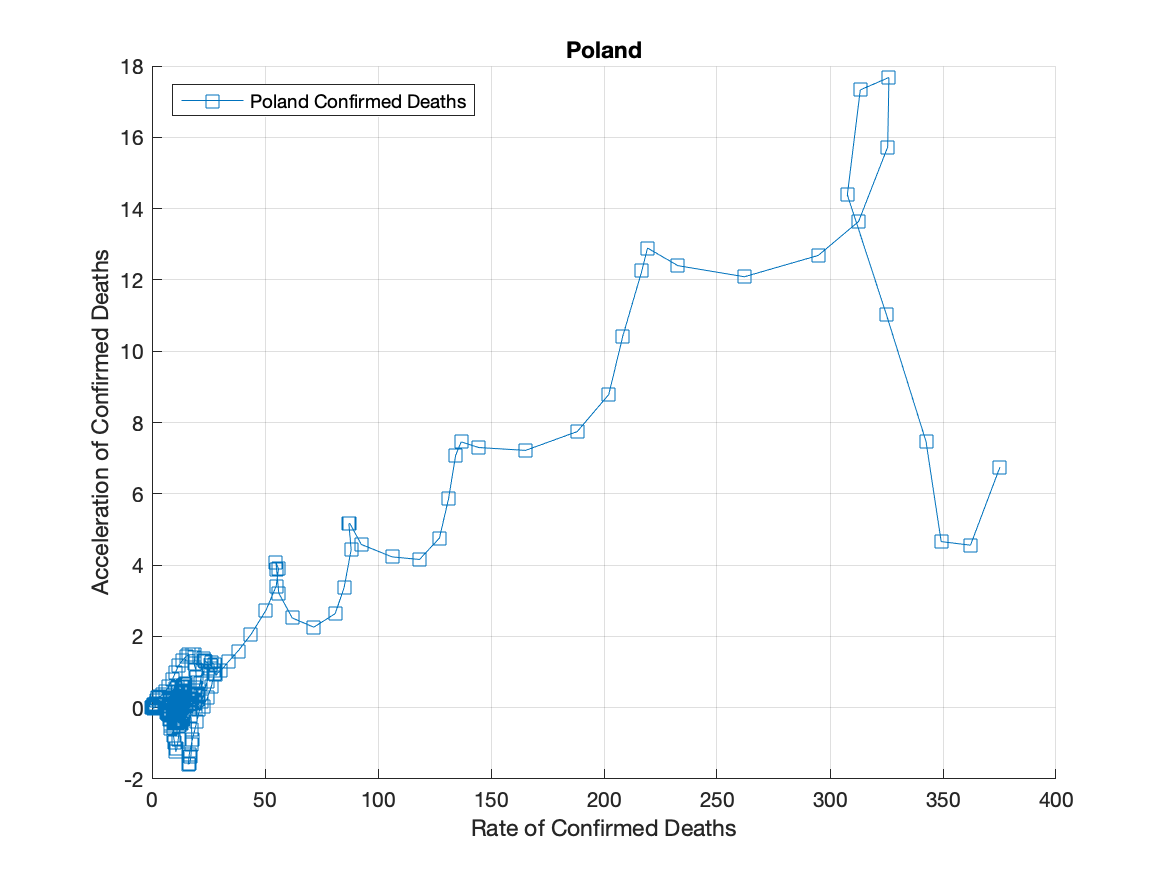 Poland
Poland Confirmed Deaths
18
16
14
12
10
8
6
4
2
0
-2
Acceleration of Confirmed Deaths
0 50 100 150 200 250 300 350 400
Rate of Confirmed Deaths